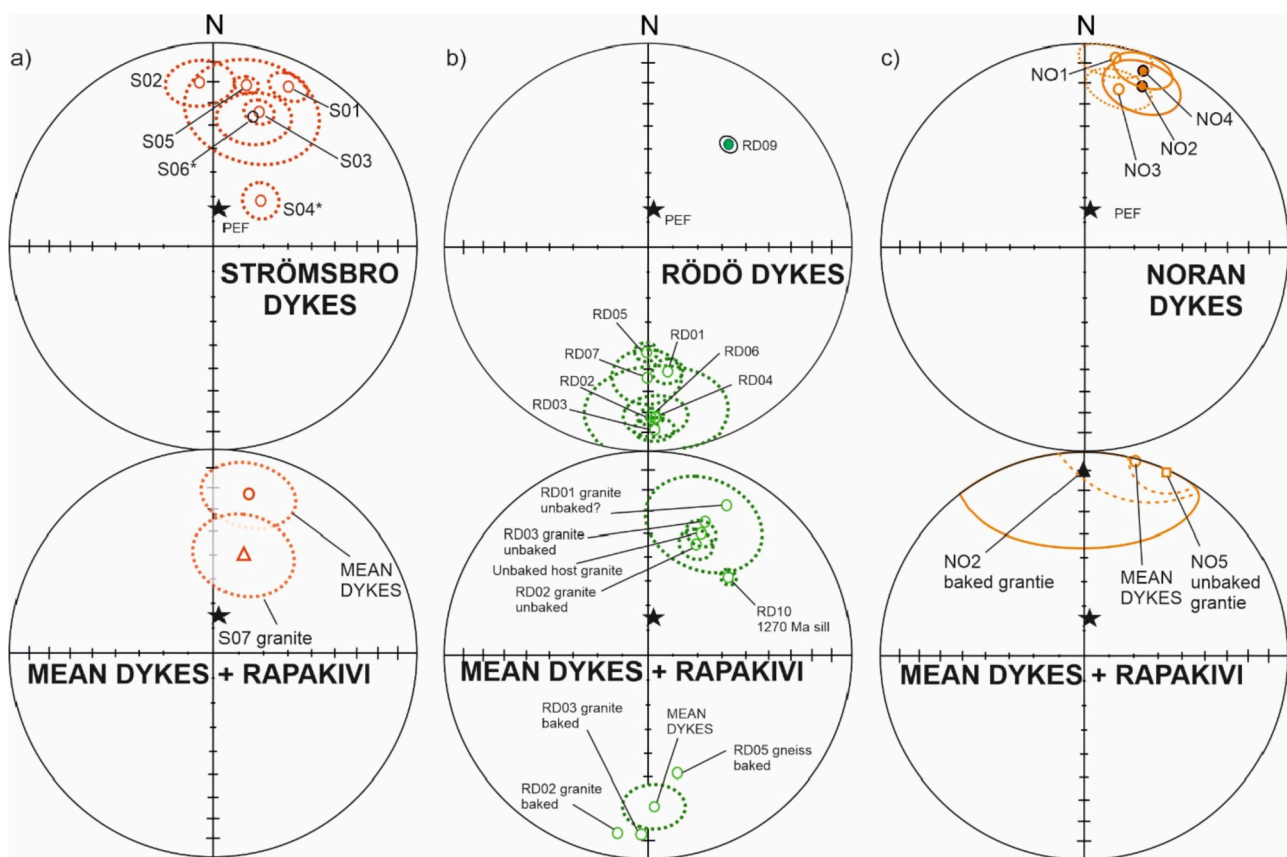 a)
N
S02
S01
S05
S03
S06*
S04*
PEF
STRÖMSBRO
DYKES
MEAN
DYKES
S07 granite
MEAN DYKES + RAPAKIVI
b)
N
RD09
PEF
RÖDÖ DYKES
RD05
RD01
RD07
RD06
RD02
RD04
RD03
RD01 granite
unbaked?
RD03 granite
unbaked
Unbaked host granite
RD02 granite
unbaked
RD10
1270 Ma sill
MEAN DYKES + RAPAKIVI
RD03 granite
baked
MEAN
DYKES
RD05 gneiss
baked
RD02 granite
baked
c)
N
NO1
NO4
NO2
NO3
PEF
NORAN
DYKES
NO2
baked grantie
MEAN
DYKES
NO5
unbaked
grantie
MEAN DYKES + RAPAKIVI